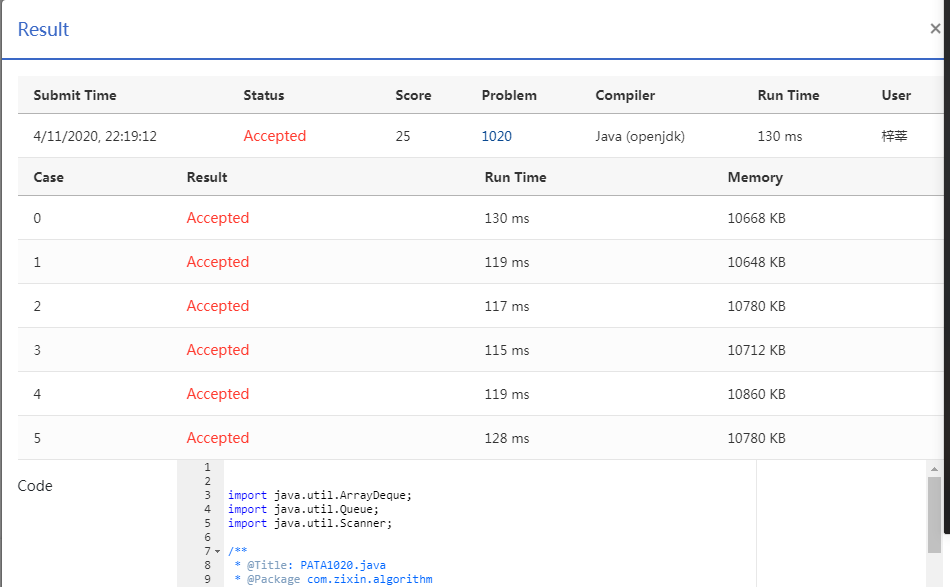 Result ×
Submit Time Status Score Problem Compiler Run Time User
4/11/2020, 22:19:12 Accepted 25 1020 Java (openjdk) 130 ms 梓莘
Case Result Run Time Memory
0 Accepted 130 ms 10668 KB
1 Accepted 119 ms 10648 KB
2 Accepted 117 ms 10780 KB
3 Accepted 115 ms 10712 KB
4 Accepted 119 ms 10860 KB
5 Accepted 128 ms 10780 KB
Code
1
2
3 import java.util.ArrayDeque;
4 import java.util.Queue;
5 import java.util.Scanner;
6
7 /**
8 * @Title: PATA1020.java
9 * @Package com.zixin.algorithm